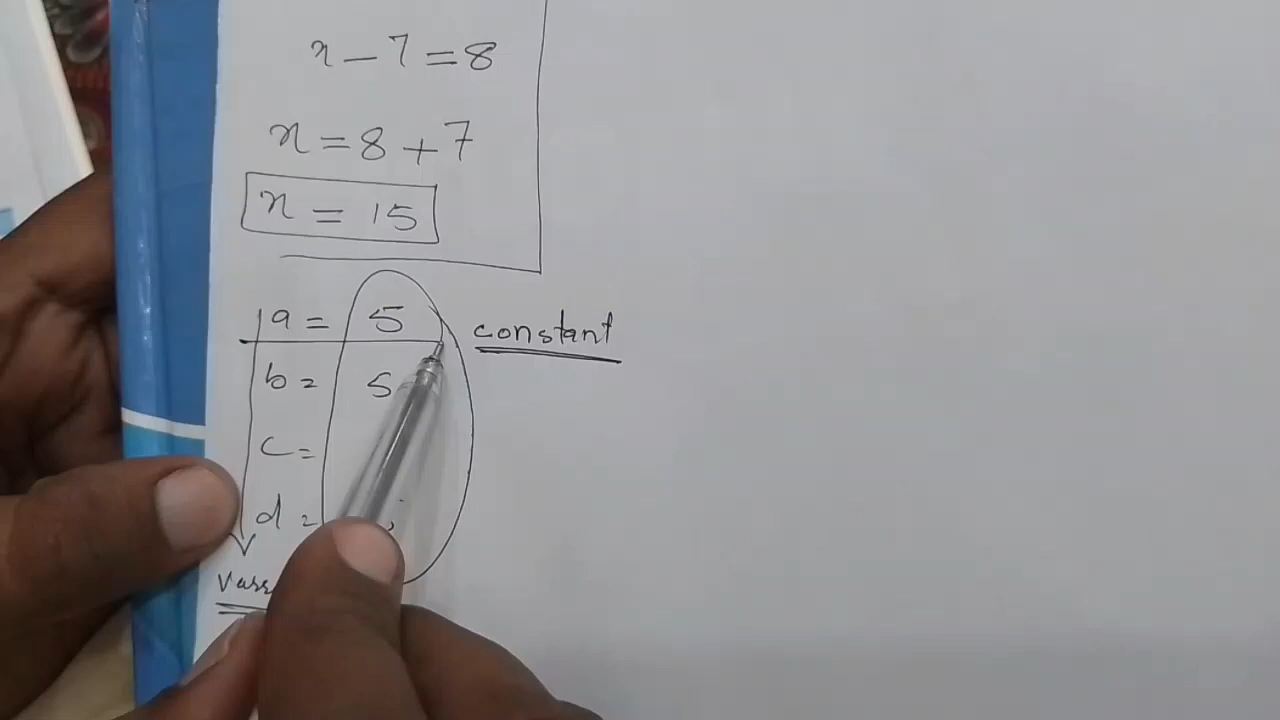 x - 7 = 8
x = 8 + 7
x = 15
a = 5 constant
b = 5
c =
d =